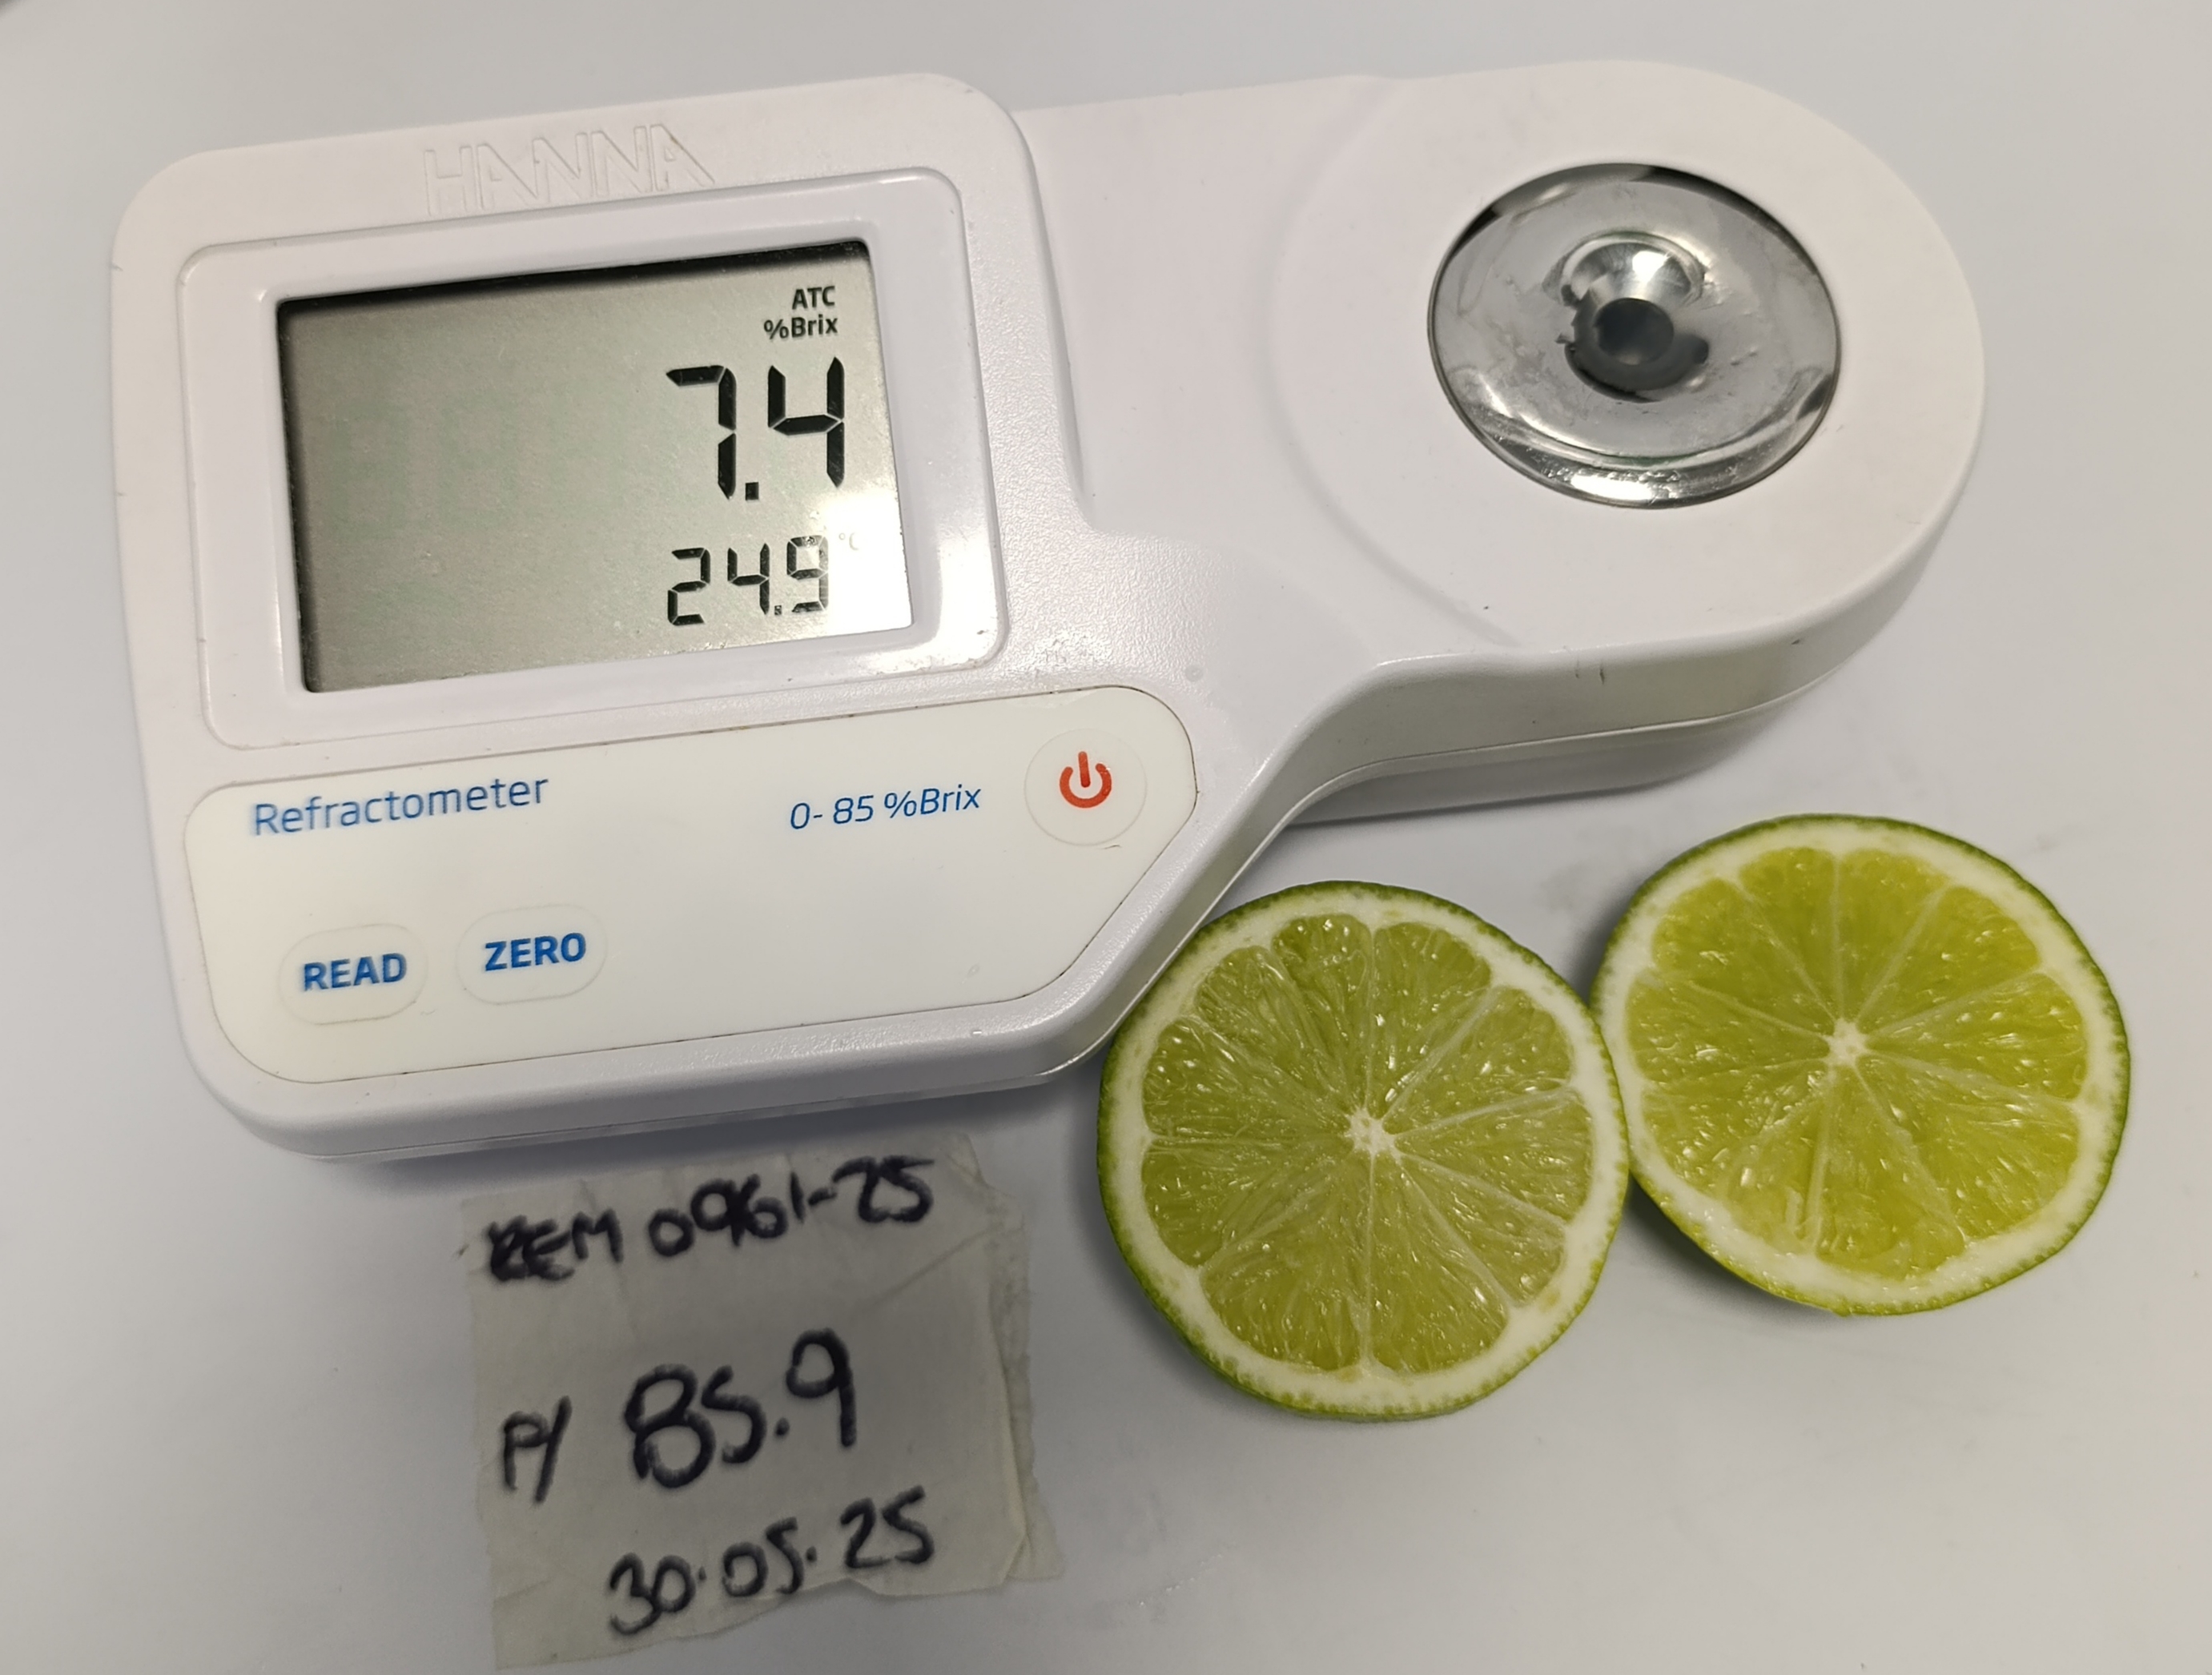 HANNA
ATC
%Brix
7.4
24.9 °C
Refractometer
0-85 %Brix
READ
ZERO
REM 0961-25
P/ 85.9
30.05.25